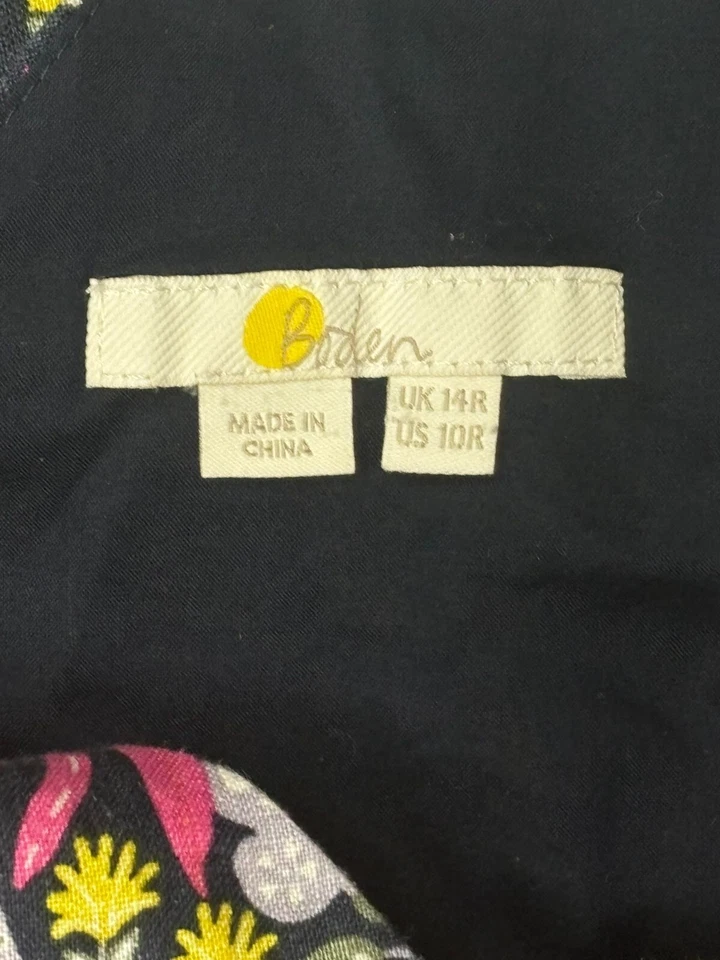 Boden
MADE IN
CHINA
UK 14R
US 10R